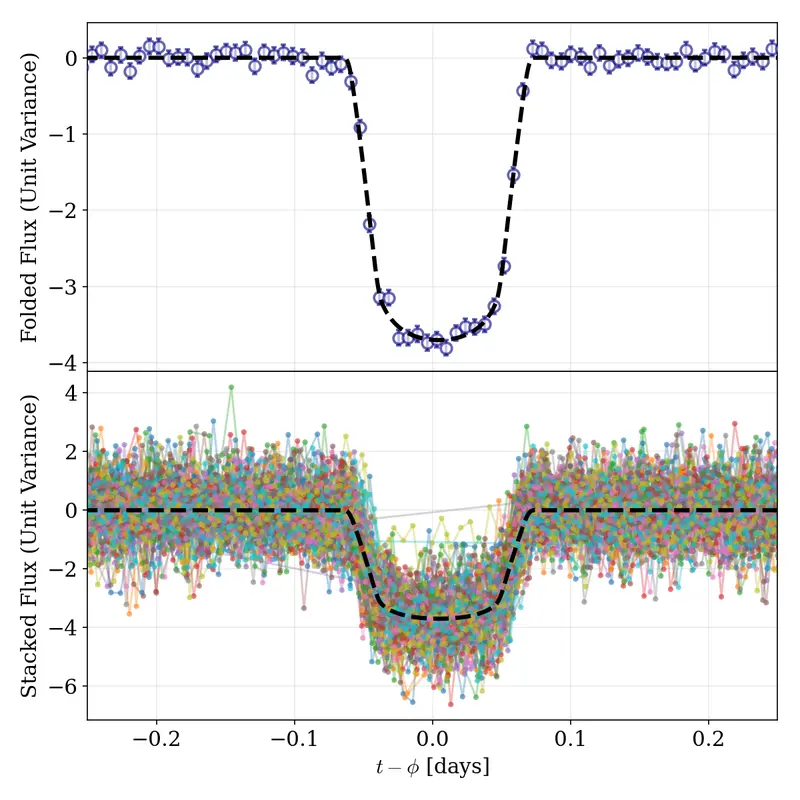 Folded Flux (Unit Variance)
0
−1
−2
−3
−4
Stacked Flux (Unit Variance)
4
2
0
−2
−4
−6
−0.2 −0.1 0.0 0.1 0.2
t − ϕ [days]